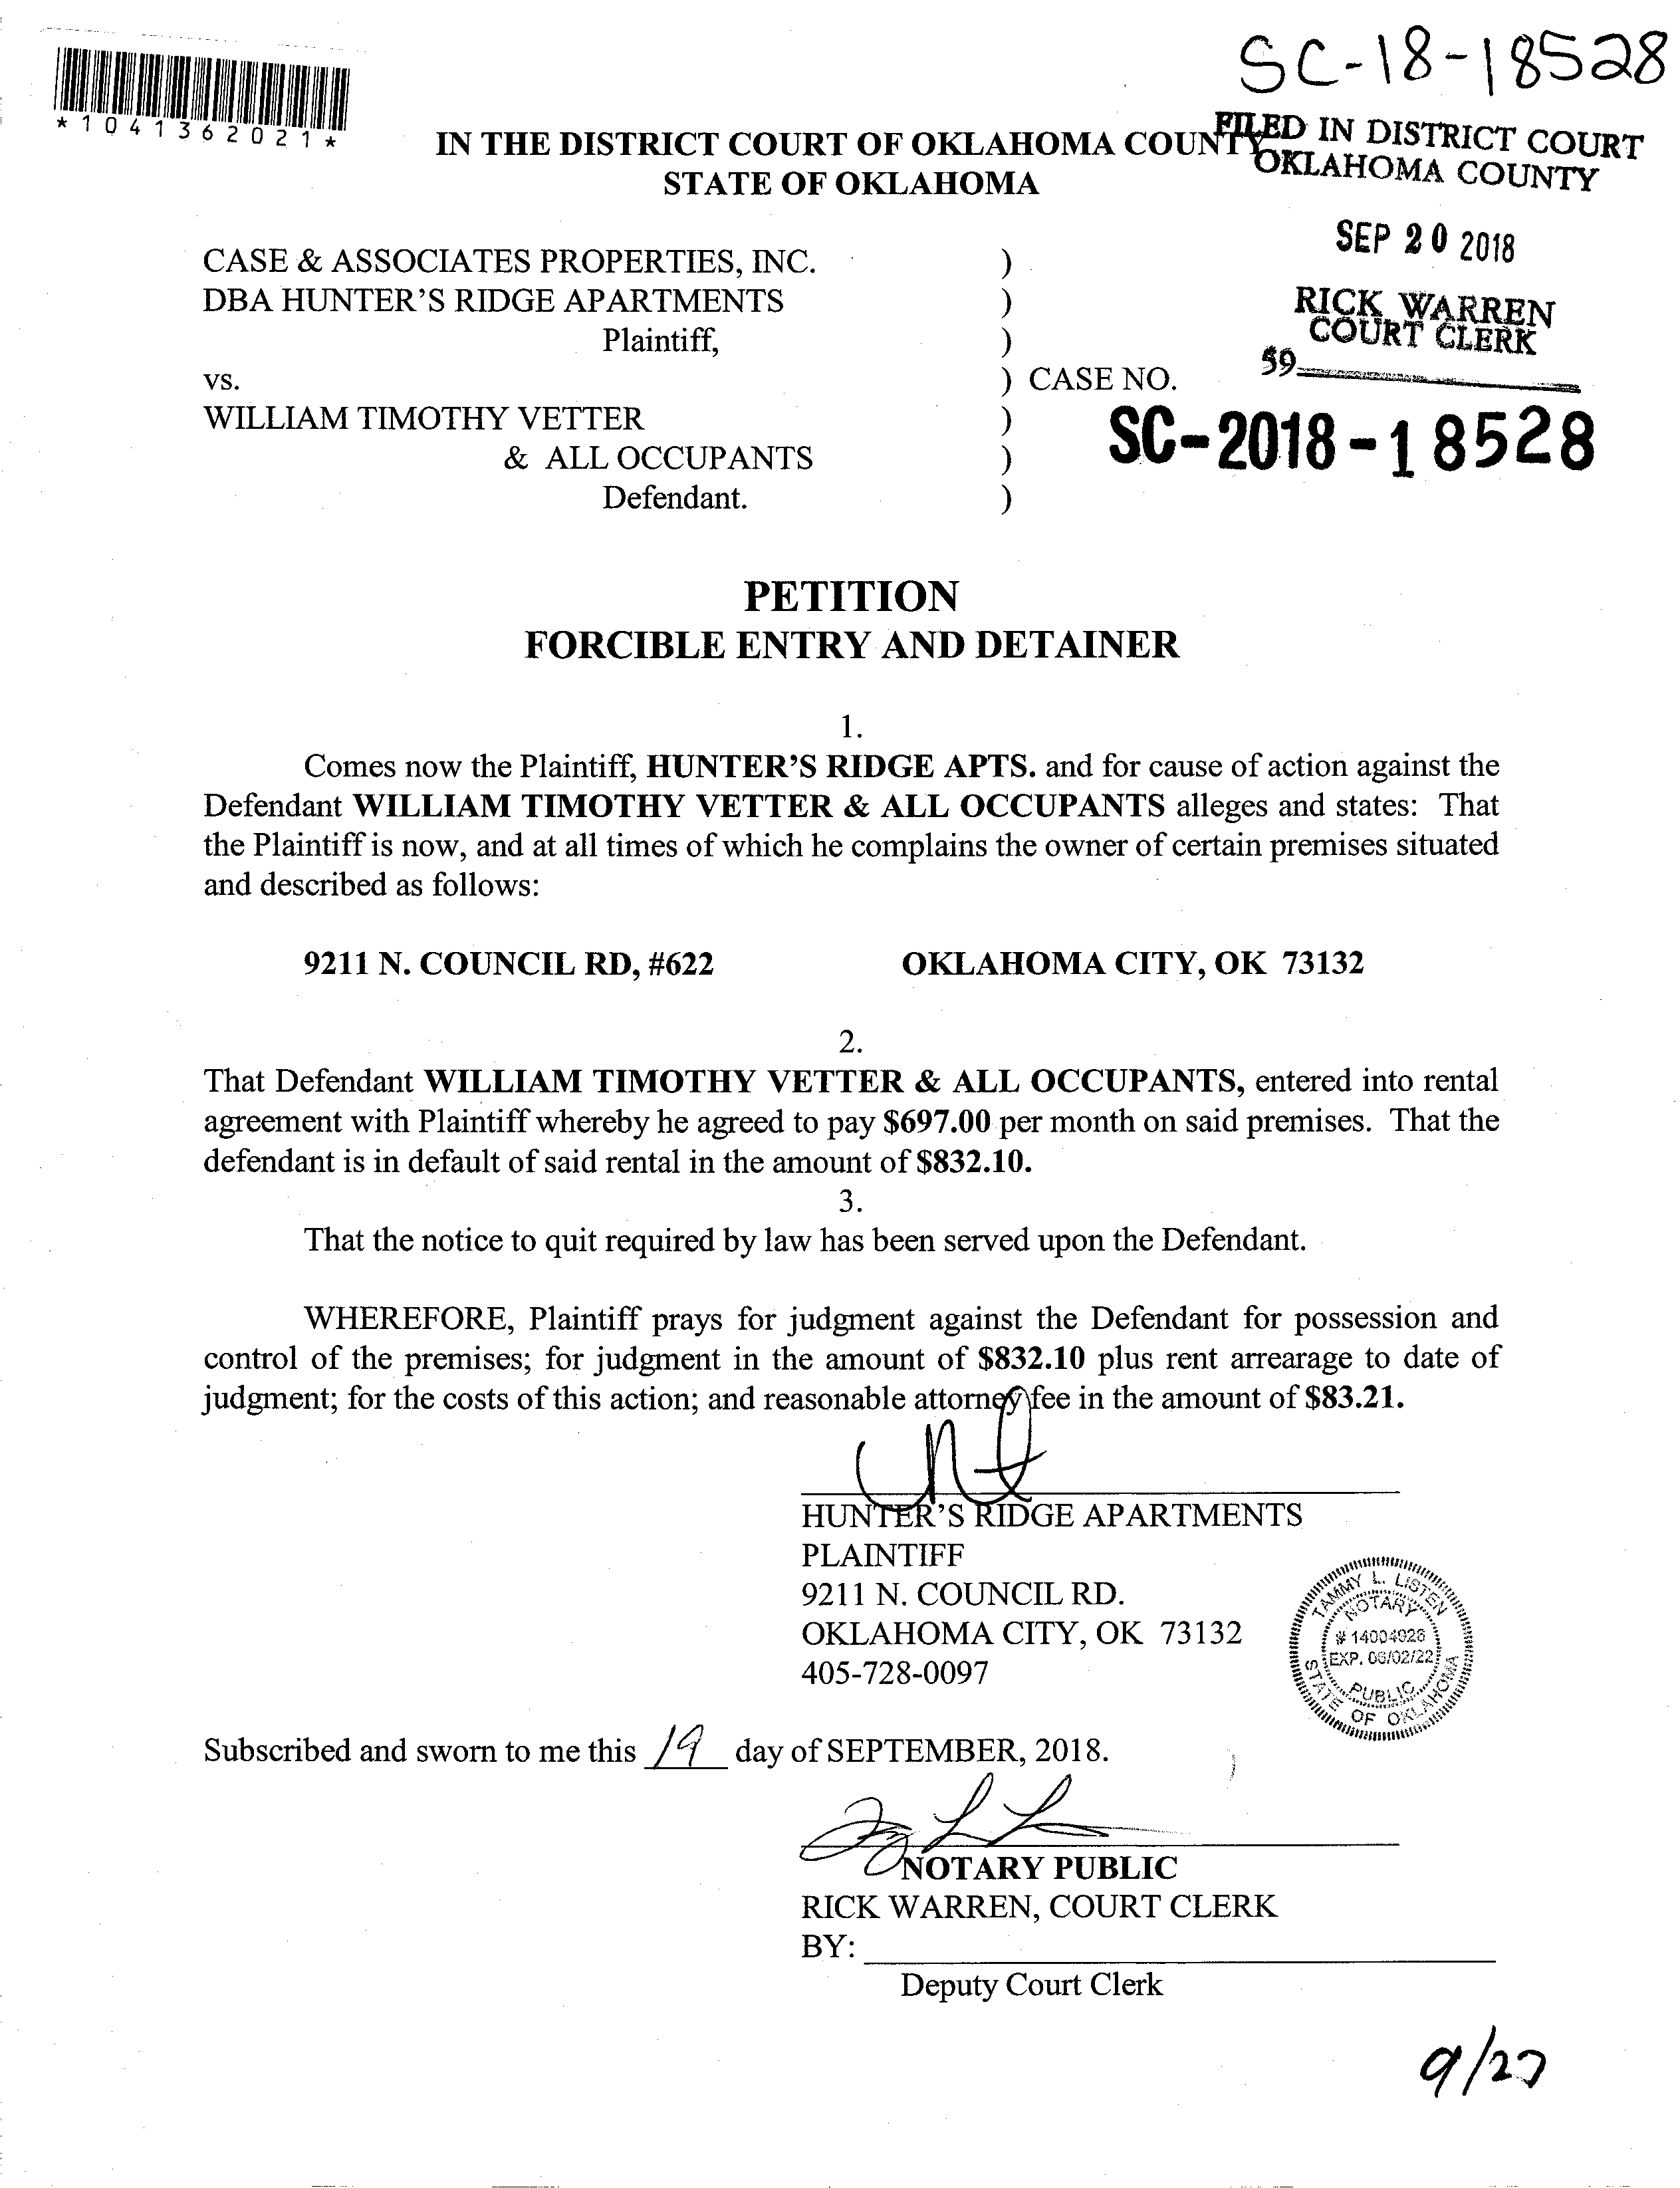 SC-18-18528
*1041362021*
IN THE DISTRICT COURT OF OKLAHOMA COUNTY
STATE OF OKLAHOMA
FILED IN DISTRICT COURT
OKLAHOMA COUNTY
SEP 20 2018
RICK WARREN
COURT CLERK
39
CASE & ASSOCIATES PROPERTIES, INC. )
DBA HUNTER'S RIDGE APARTMENTS )
Plaintiff, )
vs. ) CASE NO.
WILLIAM TIMOTHY VETTER )
SC-2018-18528
& ALL OCCUPANTS )
Defendant. )
PETITION
FORCIBLE ENTRY AND DETAINER
1.
Comes now the Plaintiff, HUNTER'S RIDGE APTS. and for cause of action against the
Defendant WILLIAM TIMOTHY VETTER & ALL OCCUPANTS alleges and states: That
the Plaintiff is now, and at all times of which he complains the owner of certain premises situated
and described as follows:
9211 N. COUNCIL RD, #622 OKLAHOMA CITY, OK 73132
2.
That Defendant WILLIAM TIMOTHY VETTER & ALL OCCUPANTS, entered into rental
agreement with Plaintiff whereby he agreed to pay $697.00 per month on said premises. That the
defendant is in default of said rental in the amount of $832.10.
3.
That the notice to quit required by law has been served upon the Defendant.
WHEREFORE, Plaintiff prays for judgment against the Defendant for possession and
control of the premises; for judgment in the amount of $832.10 plus rent arrearage to date of
judgment; for the costs of this action; and reasonable attorney fee in the amount of $83.21.
HUNTER'S RIDGE APARTMENTS
PLAINTIFF
9211 N. COUNCIL RD.
OKLAHOMA CITY, OK 73132
405-728-0097
TAMMY L. LISTEN
NOTARY
# 14004026
EXP. 06/02/22
PUBLIC
STATE OF OKLAHOMA
Subscribed and sworn to me this 19 day of SEPTEMBER, 2018.
NOTARY PUBLIC
RICK WARREN, COURT CLERK
BY:
Deputy Court Clerk
9/27